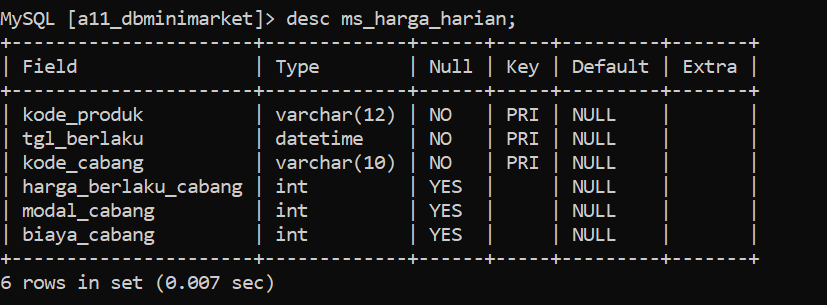 MySQL [a11_dbminimarket]> desc ms_harga_harian;
+----------------------+-------------+------+-----+---------+-------+
| Field                | Type        | Null | Key | Default | Extra |
+----------------------+-------------+------+-----+---------+-------+
| kode_produk          | varchar(12) | NO   | PRI | NULL    |       |
| tgl_berlaku          | datetime    | NO   | PRI | NULL    |       |
| kode_cabang          | varchar(10) | NO   | PRI | NULL    |       |
| harga_berlaku_cabang | int         | YES  |     | NULL    |       |
| modal_cabang         | int         | YES  |     | NULL    |       |
| biaya_cabang         | int         | YES  |     | NULL    |       |
+----------------------+-------------+------+-----+---------+-------+
6 rows in set (0.007 sec)